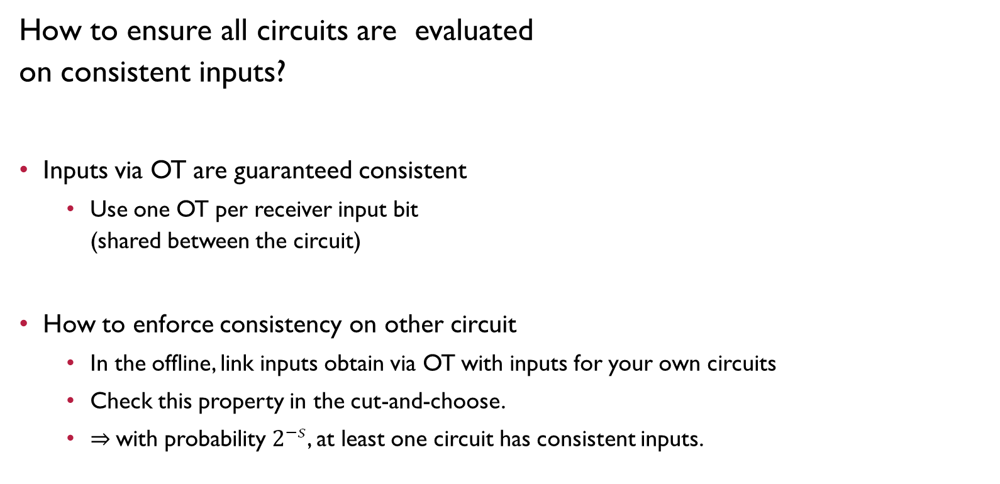 How to ensure all circuits are evaluated
on consistent inputs?
• Inputs via OT are guaranteed consistent
• Use one OT per receiver input bit
(shared between the circuit)
• How to enforce consistency on other circuit
• In the offline, link inputs obtain via OT with inputs for your own circuits
• Check this property in the cut-and-choose.
• ⇒ with probability 2⁻ˢ, at least one circuit has consistent inputs.